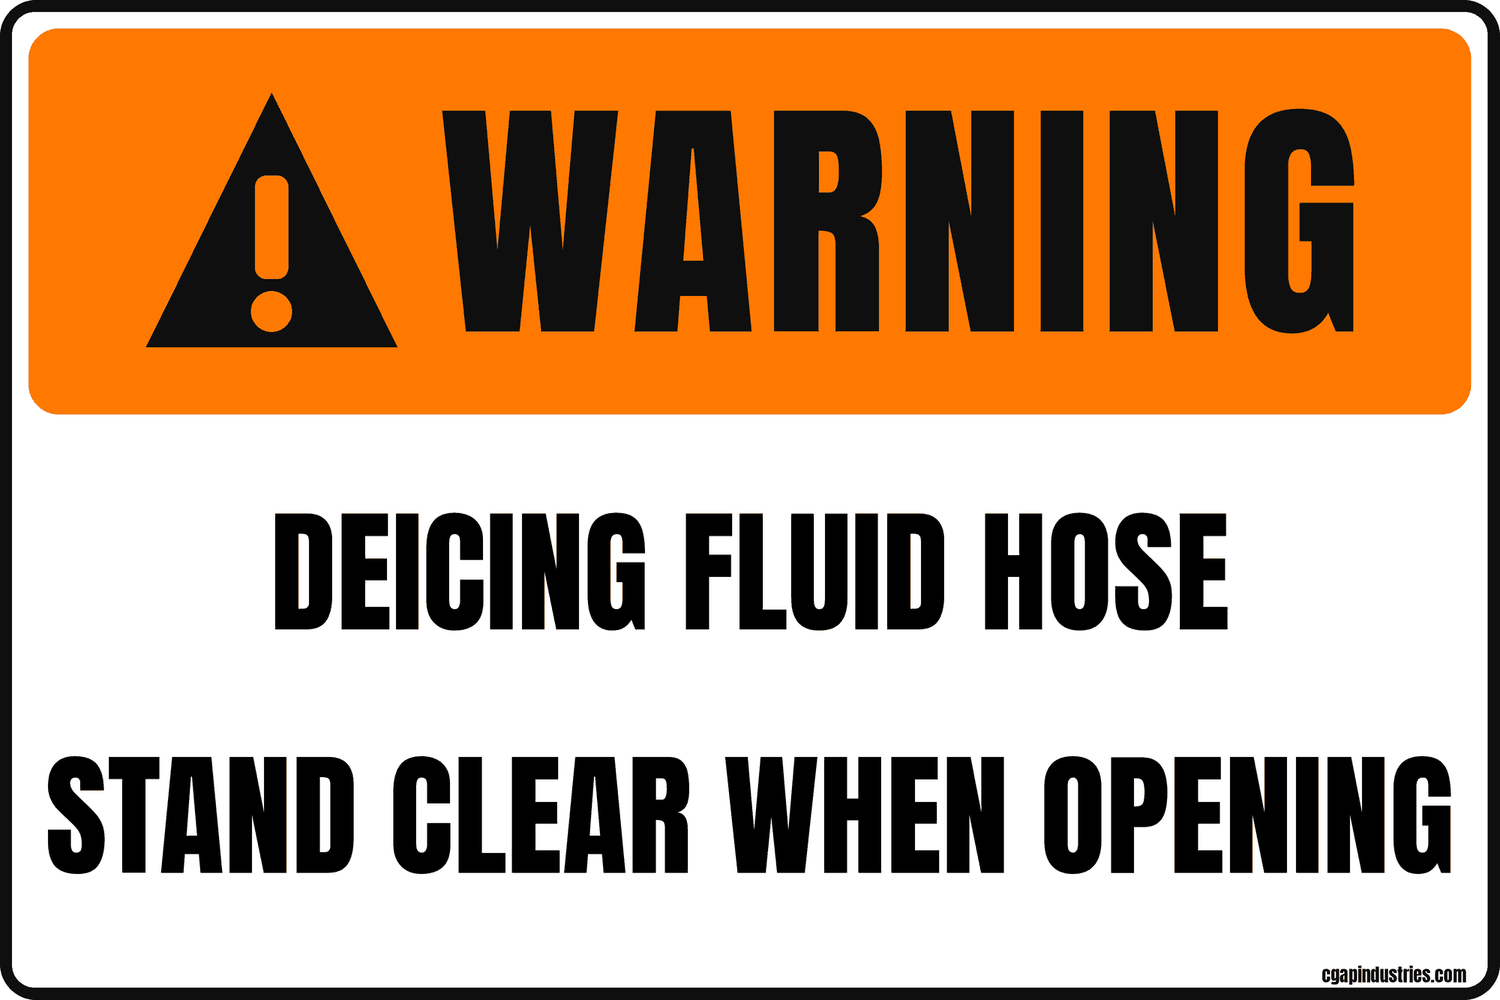 WARNING
DEICING FLUID HOSE
STAND CLEAR WHEN OPENING
cgapindustries.com